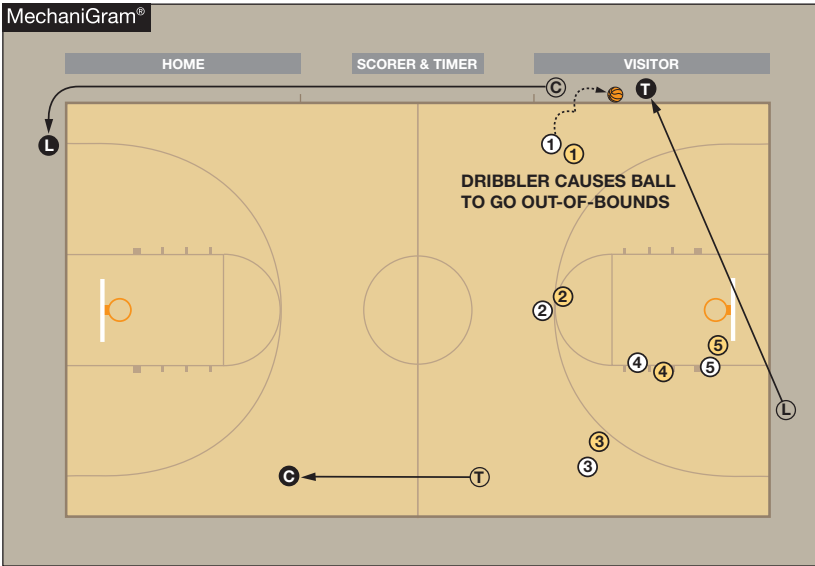 MechaniGram®
HOME
SCORER & TIMER
VISITOR
C
T
L
1
1
DRIBBLER CAUSES BALL
TO GO OUT-OF-BOUNDS
2
2
5
4
4
5
L
3
3
C
T